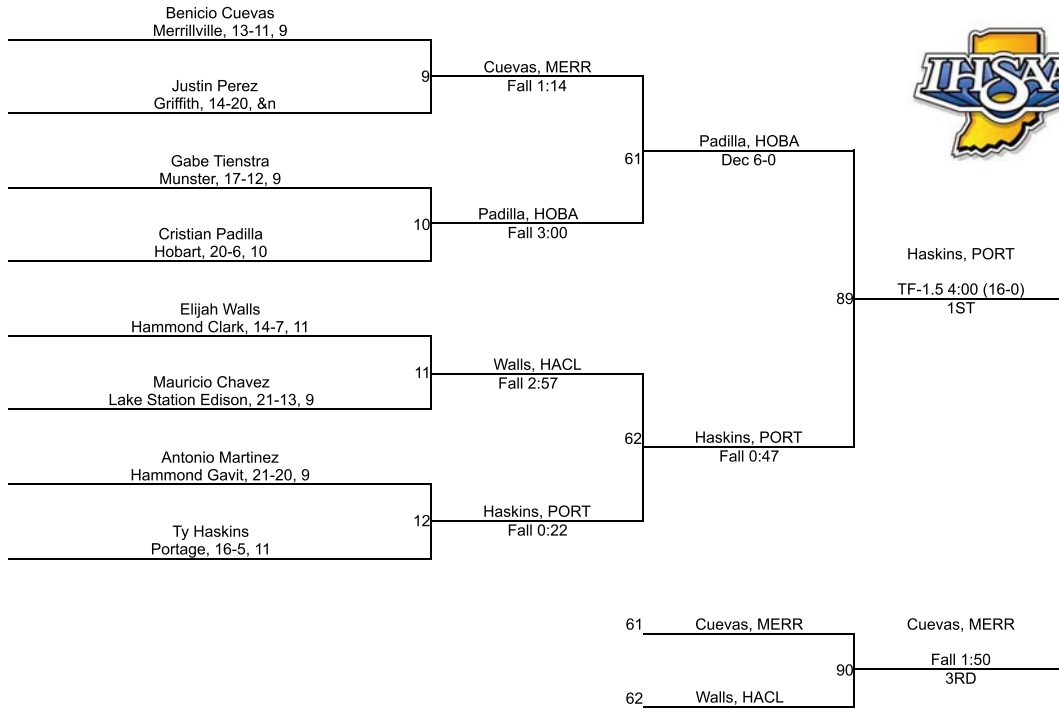 Benicio Cuevas
Merrillville, 13-11, 9
9
Justin Perez
Griffith, 14-20, &n
Cuevas, MERR
Fall 1:14
Gabe Tienstra
Munster, 17-12, 9
10
Cristian Padilla
Hobart, 20-6, 10
Padilla, HOBA
Fall 3:00
61
Padilla, HOBA
Dec 6-0
Elijah Walls
Hammond Clark, 14-7, 11
11
Mauricio Chavez
Lake Station Edison, 21-13, 9
Walls, HACL
Fall 2:57
Antonio Martinez
Hammond Gavit, 21-20, 9
12
Ty Haskins
Portage, 16-5, 11
Haskins, PORT
Fall 0:22
62
Haskins, PORT
Fall 0:47
89
Haskins, PORT
TF-1.5 4:00 (16-0)
1ST
IHSAA
61
Cuevas, MERR
90
62
Walls, HACL
Cuevas, MERR
Fall 1:50
3RD